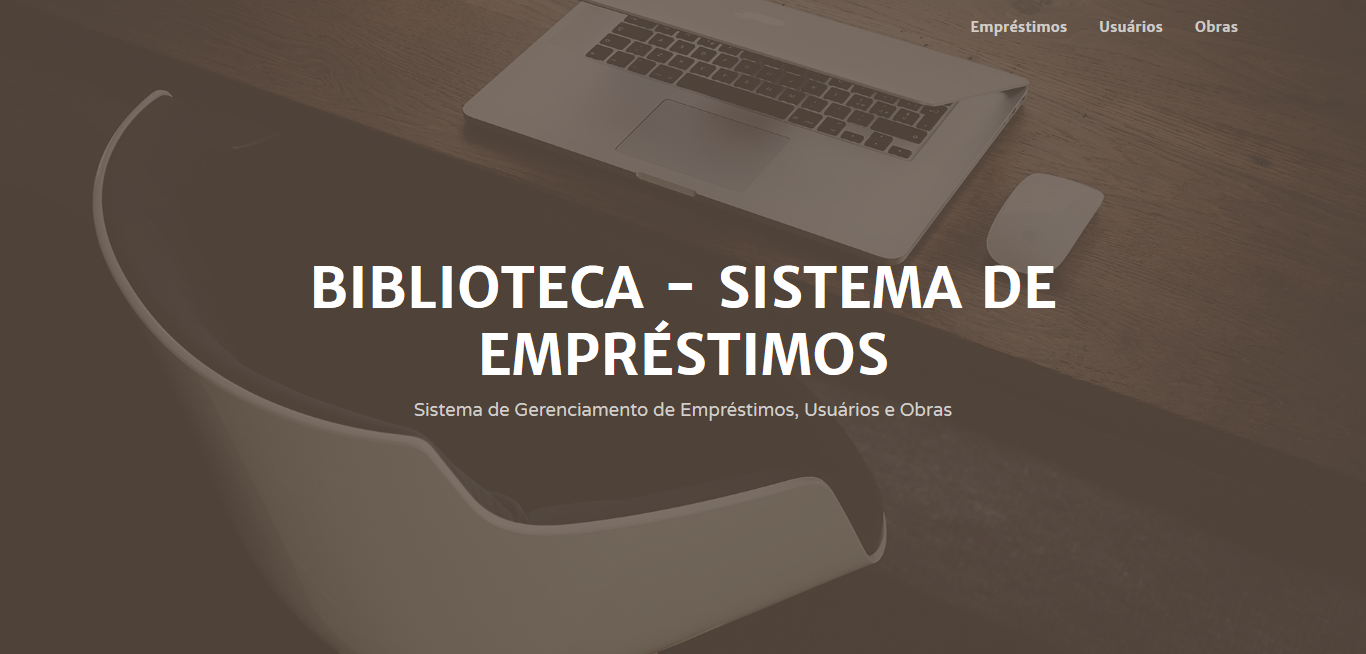 Empréstimos Usuários Obras
BIBLIOTECA - SISTEMA DE
EMPRÉSTIMOS
Sistema de Gerenciamento de Empréstimos, Usuários e Obras